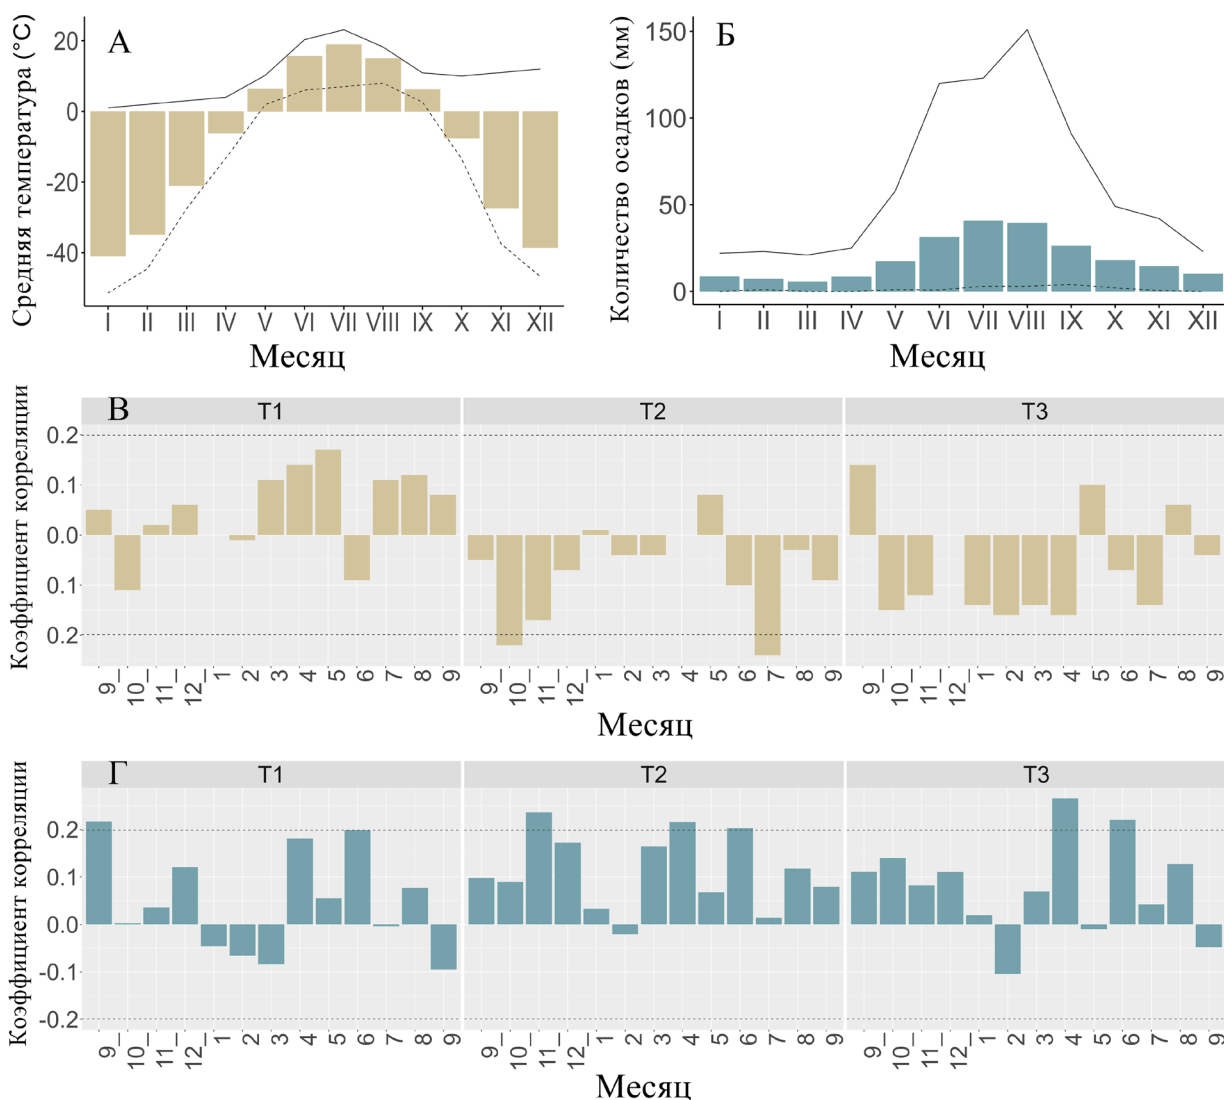 А
Средняя температура (°C)
20
0
-20
-40
I II III IV V VI VII VIII IX X XI XII
Месяц
Б
Количество осадков (мм)
150
100
50
0
I II III IV V VI VII VIII IX X XI XII
Месяц
В
Коэффициент корреляции
T1 T2 T3
0.2
0.1
0.0
0.1
0.2
9_ 10_ 11_ 12_ 1 2 3 4 5 6 7 8 9 9_ 10_ 11_ 12_ 1 2 3 4 5 6 7 8 9 9_ 10_ 11_ 12_ 1 2 3 4 5 6 7 8 9
Месяц
Г
Коэффициент корреляции
T1 T2 T3
0.2
0.1
0.0
-0.1
-0.2
9_ 10_ 11_ 12_ 1 2 3 4 5 6 7 8 9 9_ 10_ 11_ 12_ 1 2 3 4 5 6 7 8 9 9_ 10_ 11_ 12_ 1 2 3 4 5 6 7 8 9
Месяц